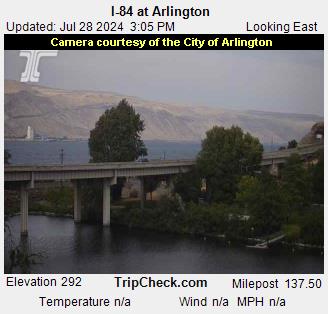 I-84 at Arlington
Updated: Jul 28 2024 3:05 PM Looking East
Camera courtesy of the City of Arlington
Elevation 292 TripCheck.com Milepost 137.50
Temperature n/a Wind n/a MPH n/a